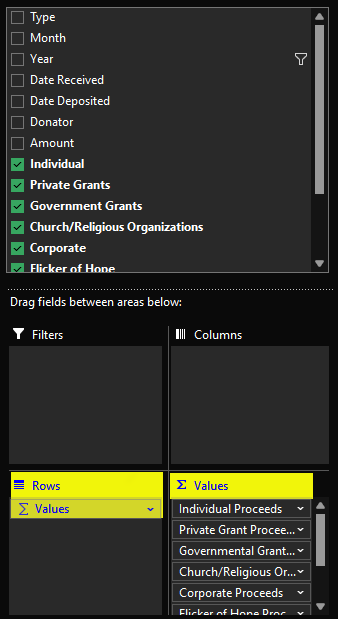 Type
Month
Year
Date Received
Date Deposited
Donator
Amount
Individual
Private Grants
Government Grants
Church/Religious Organizations
Corporate
Flicker of Hope
Drag fields between areas below:
Filters
Columns
Rows
Σ Values
Σ Values
Individual Proceeds
Private Grant Procee...
Governmental Grant...
Church/Religious Or...
Corporate Proceeds
Flicker of Hope Proc...